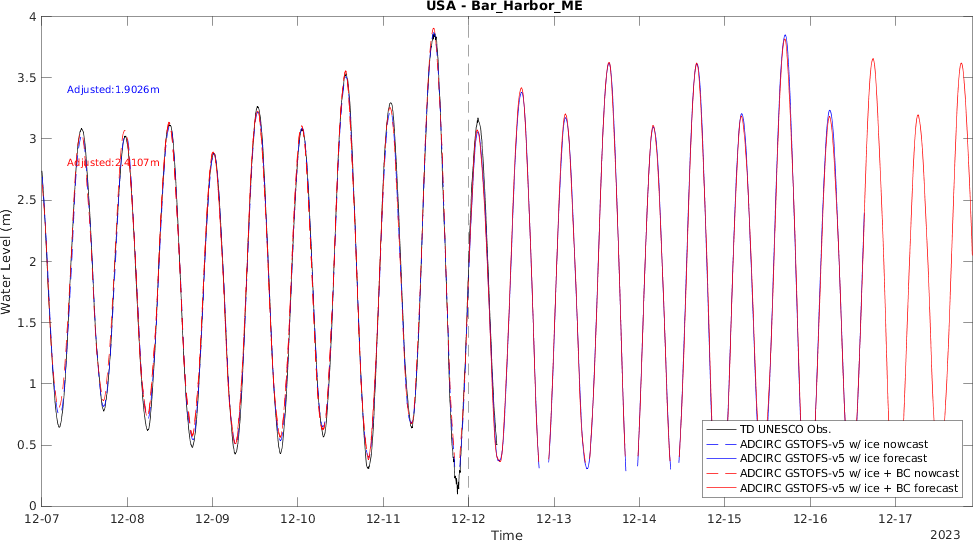 USA - Bar_Harbor_ME
4
3.5
3
2.5
2
1.5
1
0.5
0
Water Level (m)
Adjusted:1.9026m
Adjusted:2.4107m
TD UNESCO Obs.
ADCIRC GSTOFS-v5 w/ ice nowcast
ADCIRC GSTOFS-v5 w/ ice forecast
ADCIRC GSTOFS-v5 w/ ice + BC nowcast
ADCIRC GSTOFS-v5 w/ ice + BC forecast
12-07 12-08 12-09 12-10 12-11 12-12 12-13 12-14 12-15 12-16 12-17
Time
2023